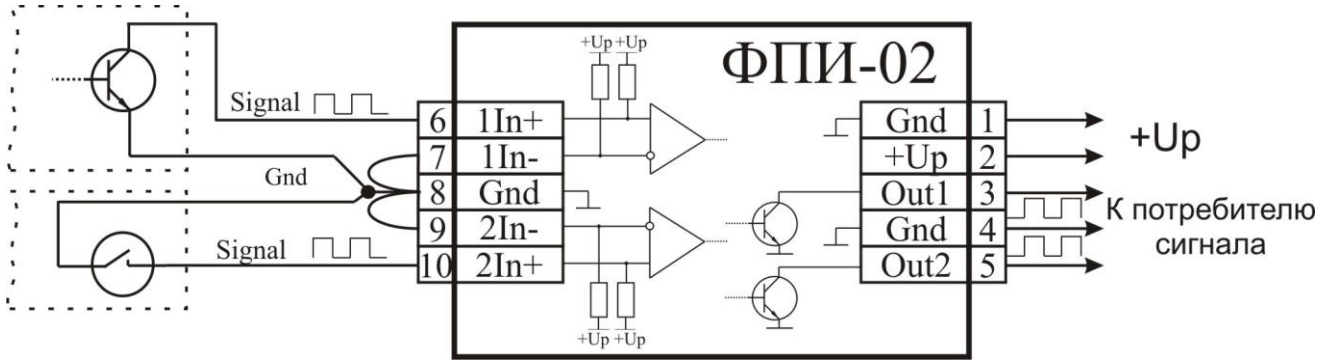 +Up +Up
ФПИ-02
Signal
6 1In+
7 1In-
Gnd
8 Gnd
9 2In-
Signal
10 2In+
+Up +Up
Gnd 1
+Up 2
+Up
Out1 3
Gnd 4
Out2 5
К потребителю
сигнала